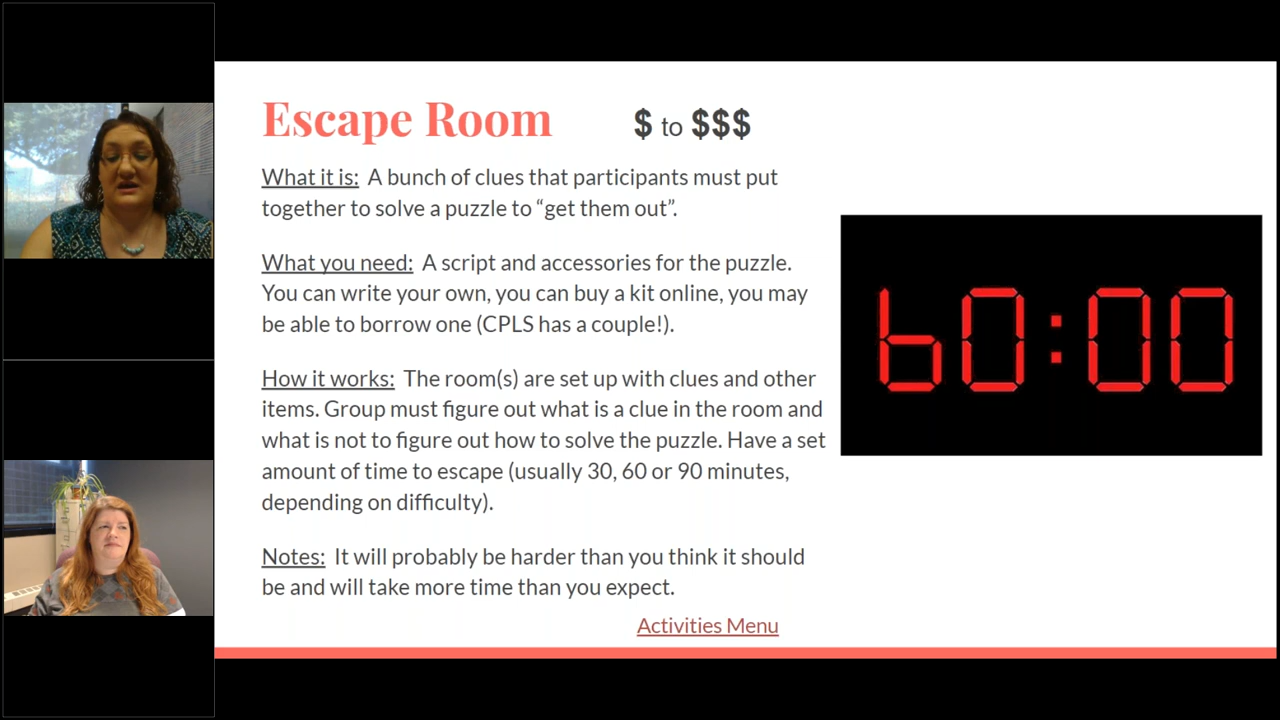 Escape Room $ to $$$
What it is: A bunch of clues that participants must put
together to solve a puzzle to “get them out”.
What you need: A script and accessories for the puzzle.
You can write your own, you can buy a kit online, you may
be able to borrow one (CPLS has a couple!).
How it works: The room(s) are set up with clues and other
items. Group must figure out what is a clue in the room and
what is not to figure out how to solve the puzzle. Have a set
amount of time to escape (usually 30, 60 or 90 minutes,
depending on difficulty).
Notes: It will probably be harder than you think it should
be and will take more time than you expect.
Activities Menu
60:00